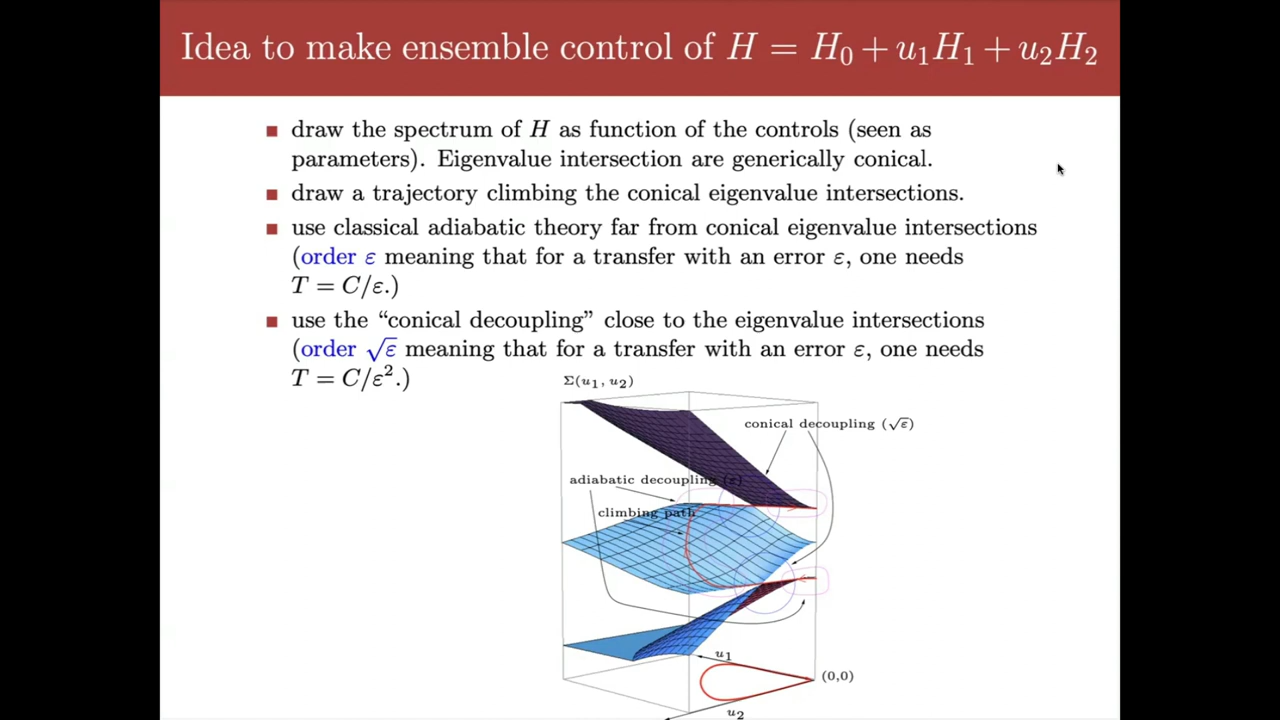 Idea to make ensemble control of H = H₀ + u₁H₁ + u₂H₂
draw the spectrum of H as function of the controls (seen as
parameters). Eigenvalue intersection are generically conical.
draw a trajectory climbing the conical eigenvalue intersections.
use classical adiabatic theory far from conical eigenvalue intersections
(order ε meaning that for a transfer with an error ε, one needs
T = C/ε.)
use the “conical decoupling” close to the eigenvalue intersections
(order √ε meaning that for a transfer with an error ε, one needs
T = C/ε².)
Σ(u₁, u₂)
conical decoupling (√ε)
adiabatic decoupling (ε)
climbing path
u₁
(0,0)
u₂